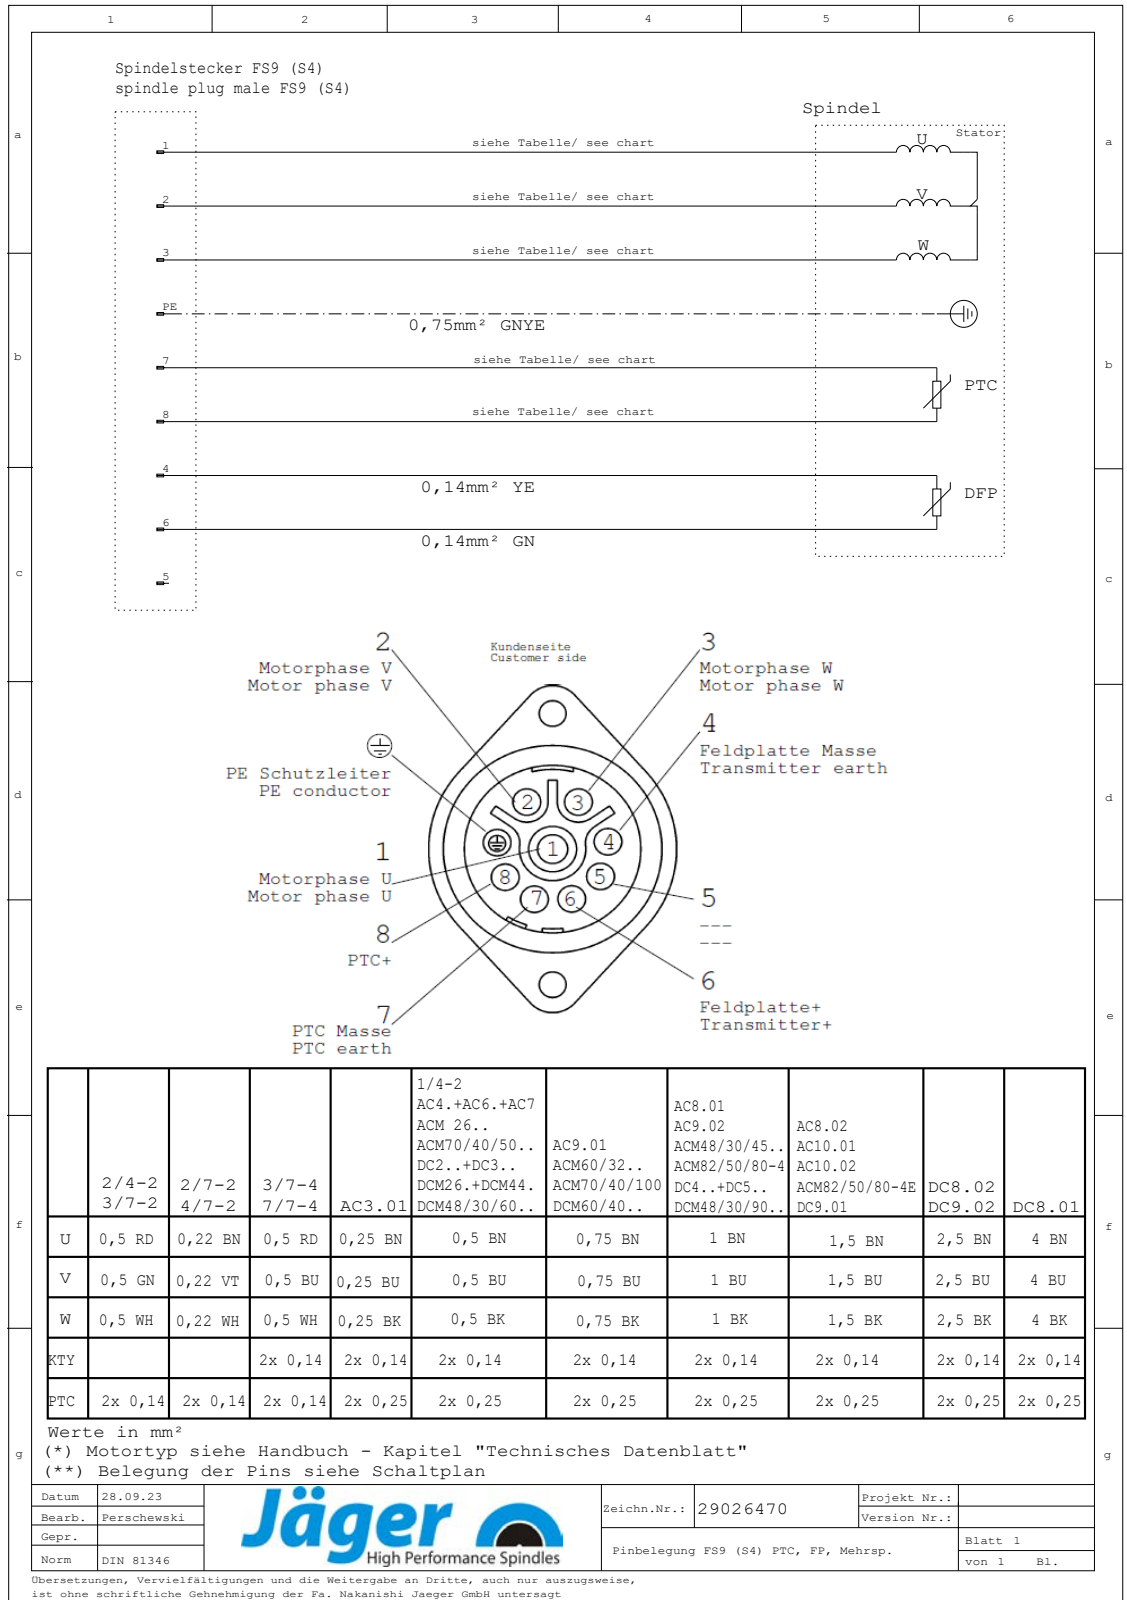 1 2 3 4 5 6
Spindelstecker FS9 (S4)
spindle plug male FS9 (S4)
Spindel
a a
Stator
1 siehe Tabelle/ see chart U
2 siehe Tabelle/ see chart V
3 siehe Tabelle/ see chart W
PE
0,75mm² GNYE
b b
7 siehe Tabelle/ see chart
PTC
8 siehe Tabelle/ see chart
4
0,14mm² YE
DFP
6
0,14mm² GN
c c
5
Kundenseite
Customer side
2
Motorphase V
Motor phase V
3
Motorphase W
Motor phase W
4
Feldplatte Masse
Transmitter earth
PE Schutzleiter
PE conductor
d d
2 3
1 4
8 5
7 6
1
Motorphase U
Motor phase U
5
---
---
8
PTC+
6
Feldplatte+
Transmitter+
e e
7
PTC Masse
PTC earth
2/4-2
3/7-2
2/7-2
4/7-2
3/7-4
7/7-4
AC3.01
1/4-2
AC4.+AC6.+AC7
ACM 26..
ACM70/40/50..
DC2..+DC3..
DCM26.+DCM44.
DCM48/30/60..
AC9.01
ACM60/32..
ACM70/40/100
DCM60/40..
AC8.01
AC9.02
ACM48/30/45..
ACM82/50/80-4
DC4..+DC5..
DCM48/30/90..
AC8.02
AC10.01
AC10.02
ACM82/50/80-4E
DC9.01
DC8.02
DC9.02
DC8.01
f f
U 0,5 RD 0,22 BN 0,5 RD 0,25 BN 0,5 BN 0,75 BN 1 BN 1,5 BN 2,5 BN 4 BN
V 0,5 GN 0,22 VT 0,5 BU 0,25 BU 0,5 BU 0,75 BU 1 BU 1,5 BU 2,5 BU 4 BU
W 0,5 WH 0,22 WH 0,5 WH 0,25 BK 0,5 BK 0,75 BK 1 BK 1,5 BK 2,5 BK 4 BK
KTY 2x 0,14 2x 0,14 2x 0,14 2x 0,14 2x 0,14 2x 0,14 2x 0,14 2x 0,14
PTC 2x 0,14 2x 0,14 2x 0,14 2x 0,25 2x 0,25 2x 0,25 2x 0,25 2x 0,25 2x 0,25 2x 0,25
Werte in mm²
(*) Motortyp siehe Handbuch - Kapitel "Technisches Datenblatt"
(**) Belegung der Pins siehe Schaltplan
g g
Datum 28.09.23
Bearb. Perschewski
Gepr.
Norm DIN 81346
Jäger
High Performance Spindles
Zeichn.Nr.: 29026470
Projekt Nr.:
Version Nr.:
Pinbelegung FS9 (S4) PTC, FP, Mehrsp.
Blatt 1
von 1 Bl.
Übersetzungen, Vervielfältigungen und die Weitergabe an Dritte, auch nur auszugsweise,
ist ohne schriftliche Gehnehmigung der Fa. Nakanishi Jaeger GmbH untersagt